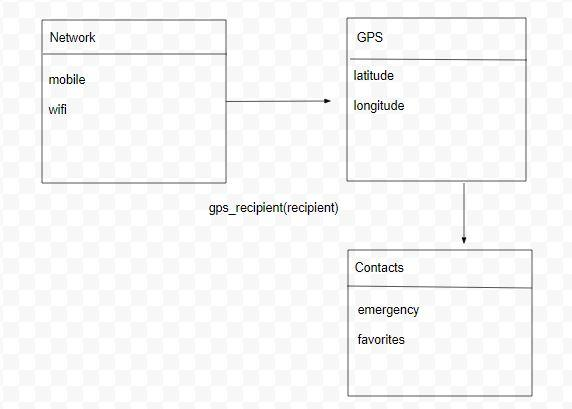 Network
mobile
wifi
GPS
latitude
longitude
gps_recipient(recipient)
Contacts
emergency
favorites